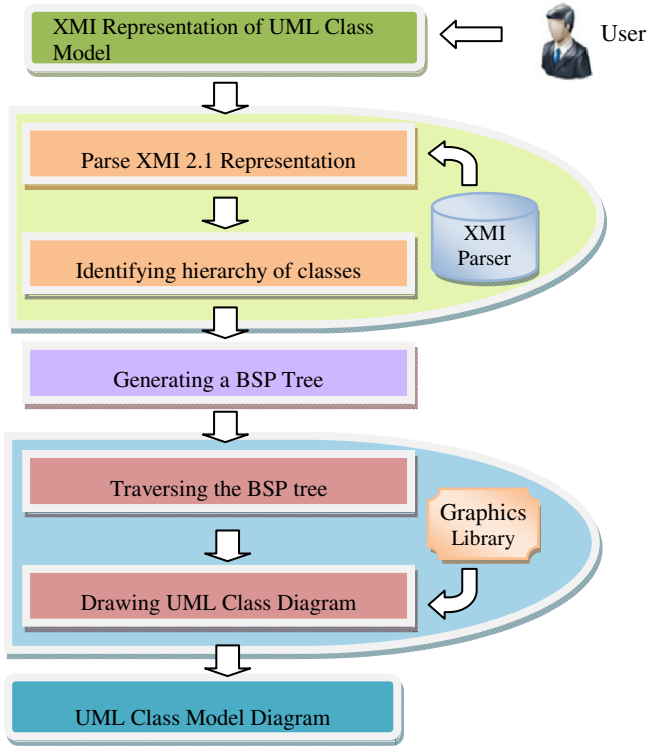 XMI Representation of UML Class
Model
User
Parse XMI 2.1 Representation
XMI
Parser
Identifying hierarchy of classes
Generating a BSP Tree
Traversing the BSP tree
Graphics
Library
Drawing UML Class Diagram
UML Class Model Diagram